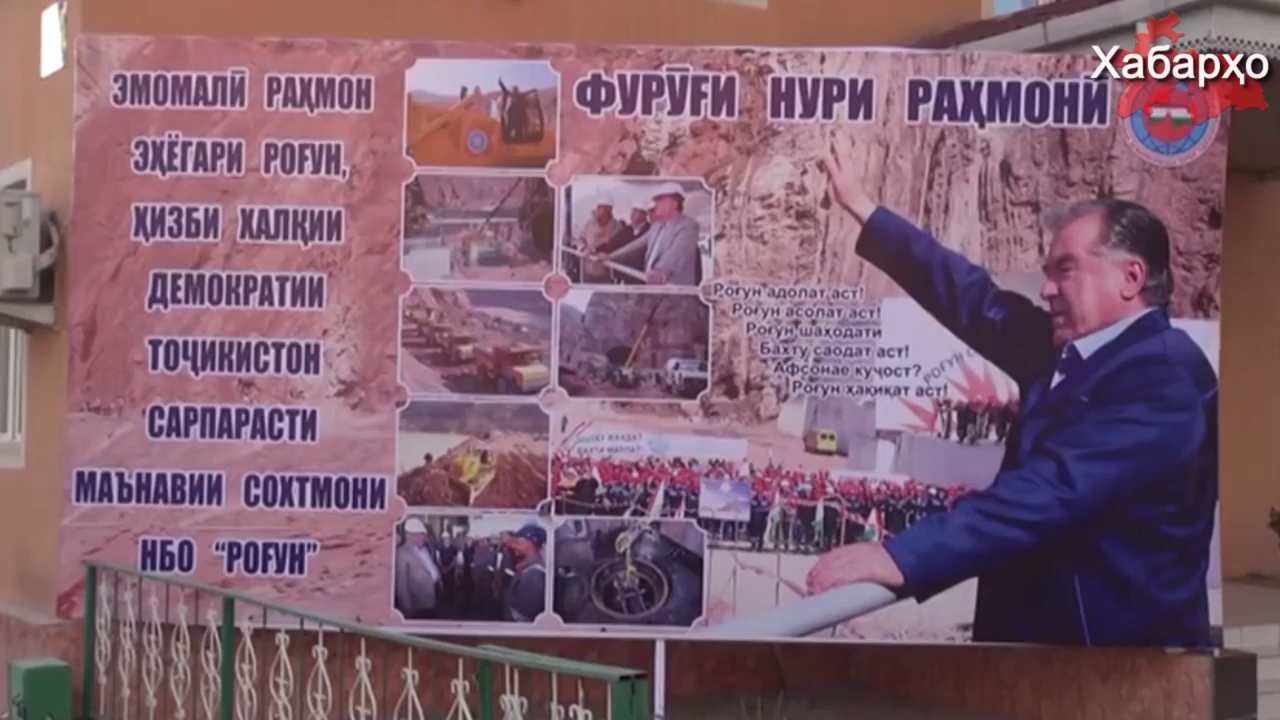 Хабарҳо
ЭМОМАЛӢ РАҲМОН
ЭҲЁГАРИ РОҒУН,
ҲИЗБИ ХАЛҚИИ
ДЕМОКРАТИИ
ТОҶИКИСТОН
САРПАРАСТИ
МАЪНАВИИ СОХТМОНИ
НБО “РОҒУН”
ФУРӮҒИ НУРИ РАҲМОНӢ
Роғун адолат аст!
Роғун асолат аст!
Роғун шаҳодати
Бахту саодат аст!
Афсонае куҷост?
Роғун ҳақиқат аст!
РОҒУН